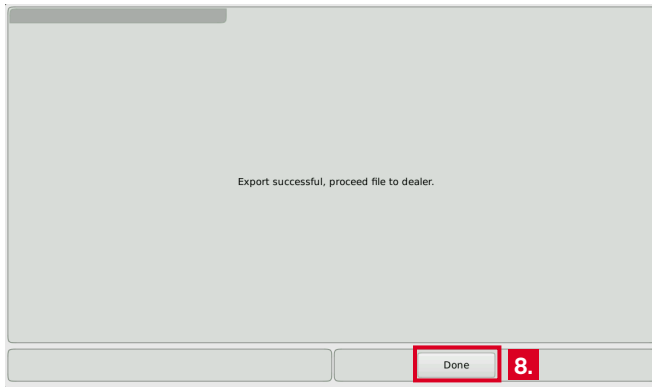 Export successful, proceed file to dealer.
Done
8.